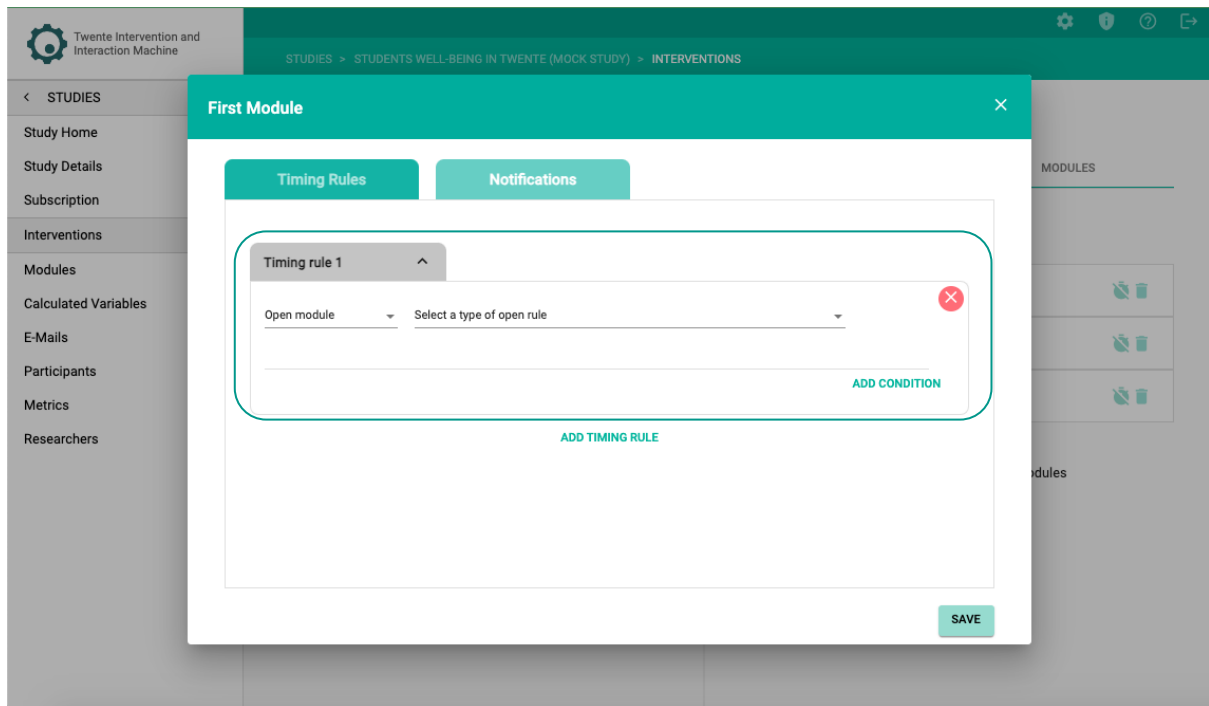 Twente Intervention and
Interaction Machine
STUDIES > STUDENTS WELL-BEING IN TWENTE (MOCK STUDY) > INTERVENTIONS
< STUDIES
Study Home
Study Details
Subscription
Interventions
Modules
Calculated Variables
E-Mails
Participants
Metrics
Researchers
First Module
Timing Rules
Notifications
Timing rule 1
Open module
Select a type of open rule
ADD CONDITION
ADD TIMING RULE
SAVE
MODULES
odules